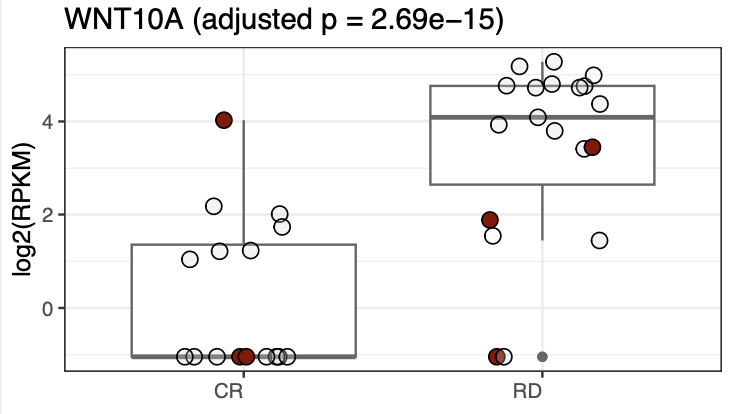 WNT10A (adjusted p = 2.69e−15)
log2(RPKM)
4
2
0
CR
RD